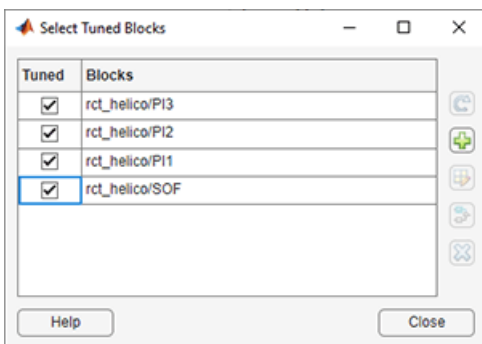 Select Tuned Blocks
Tuned Blocks
rct_helico/PI3
rct_helico/PI2
rct_helico/PI1
rct_helico/SOF
Help Close